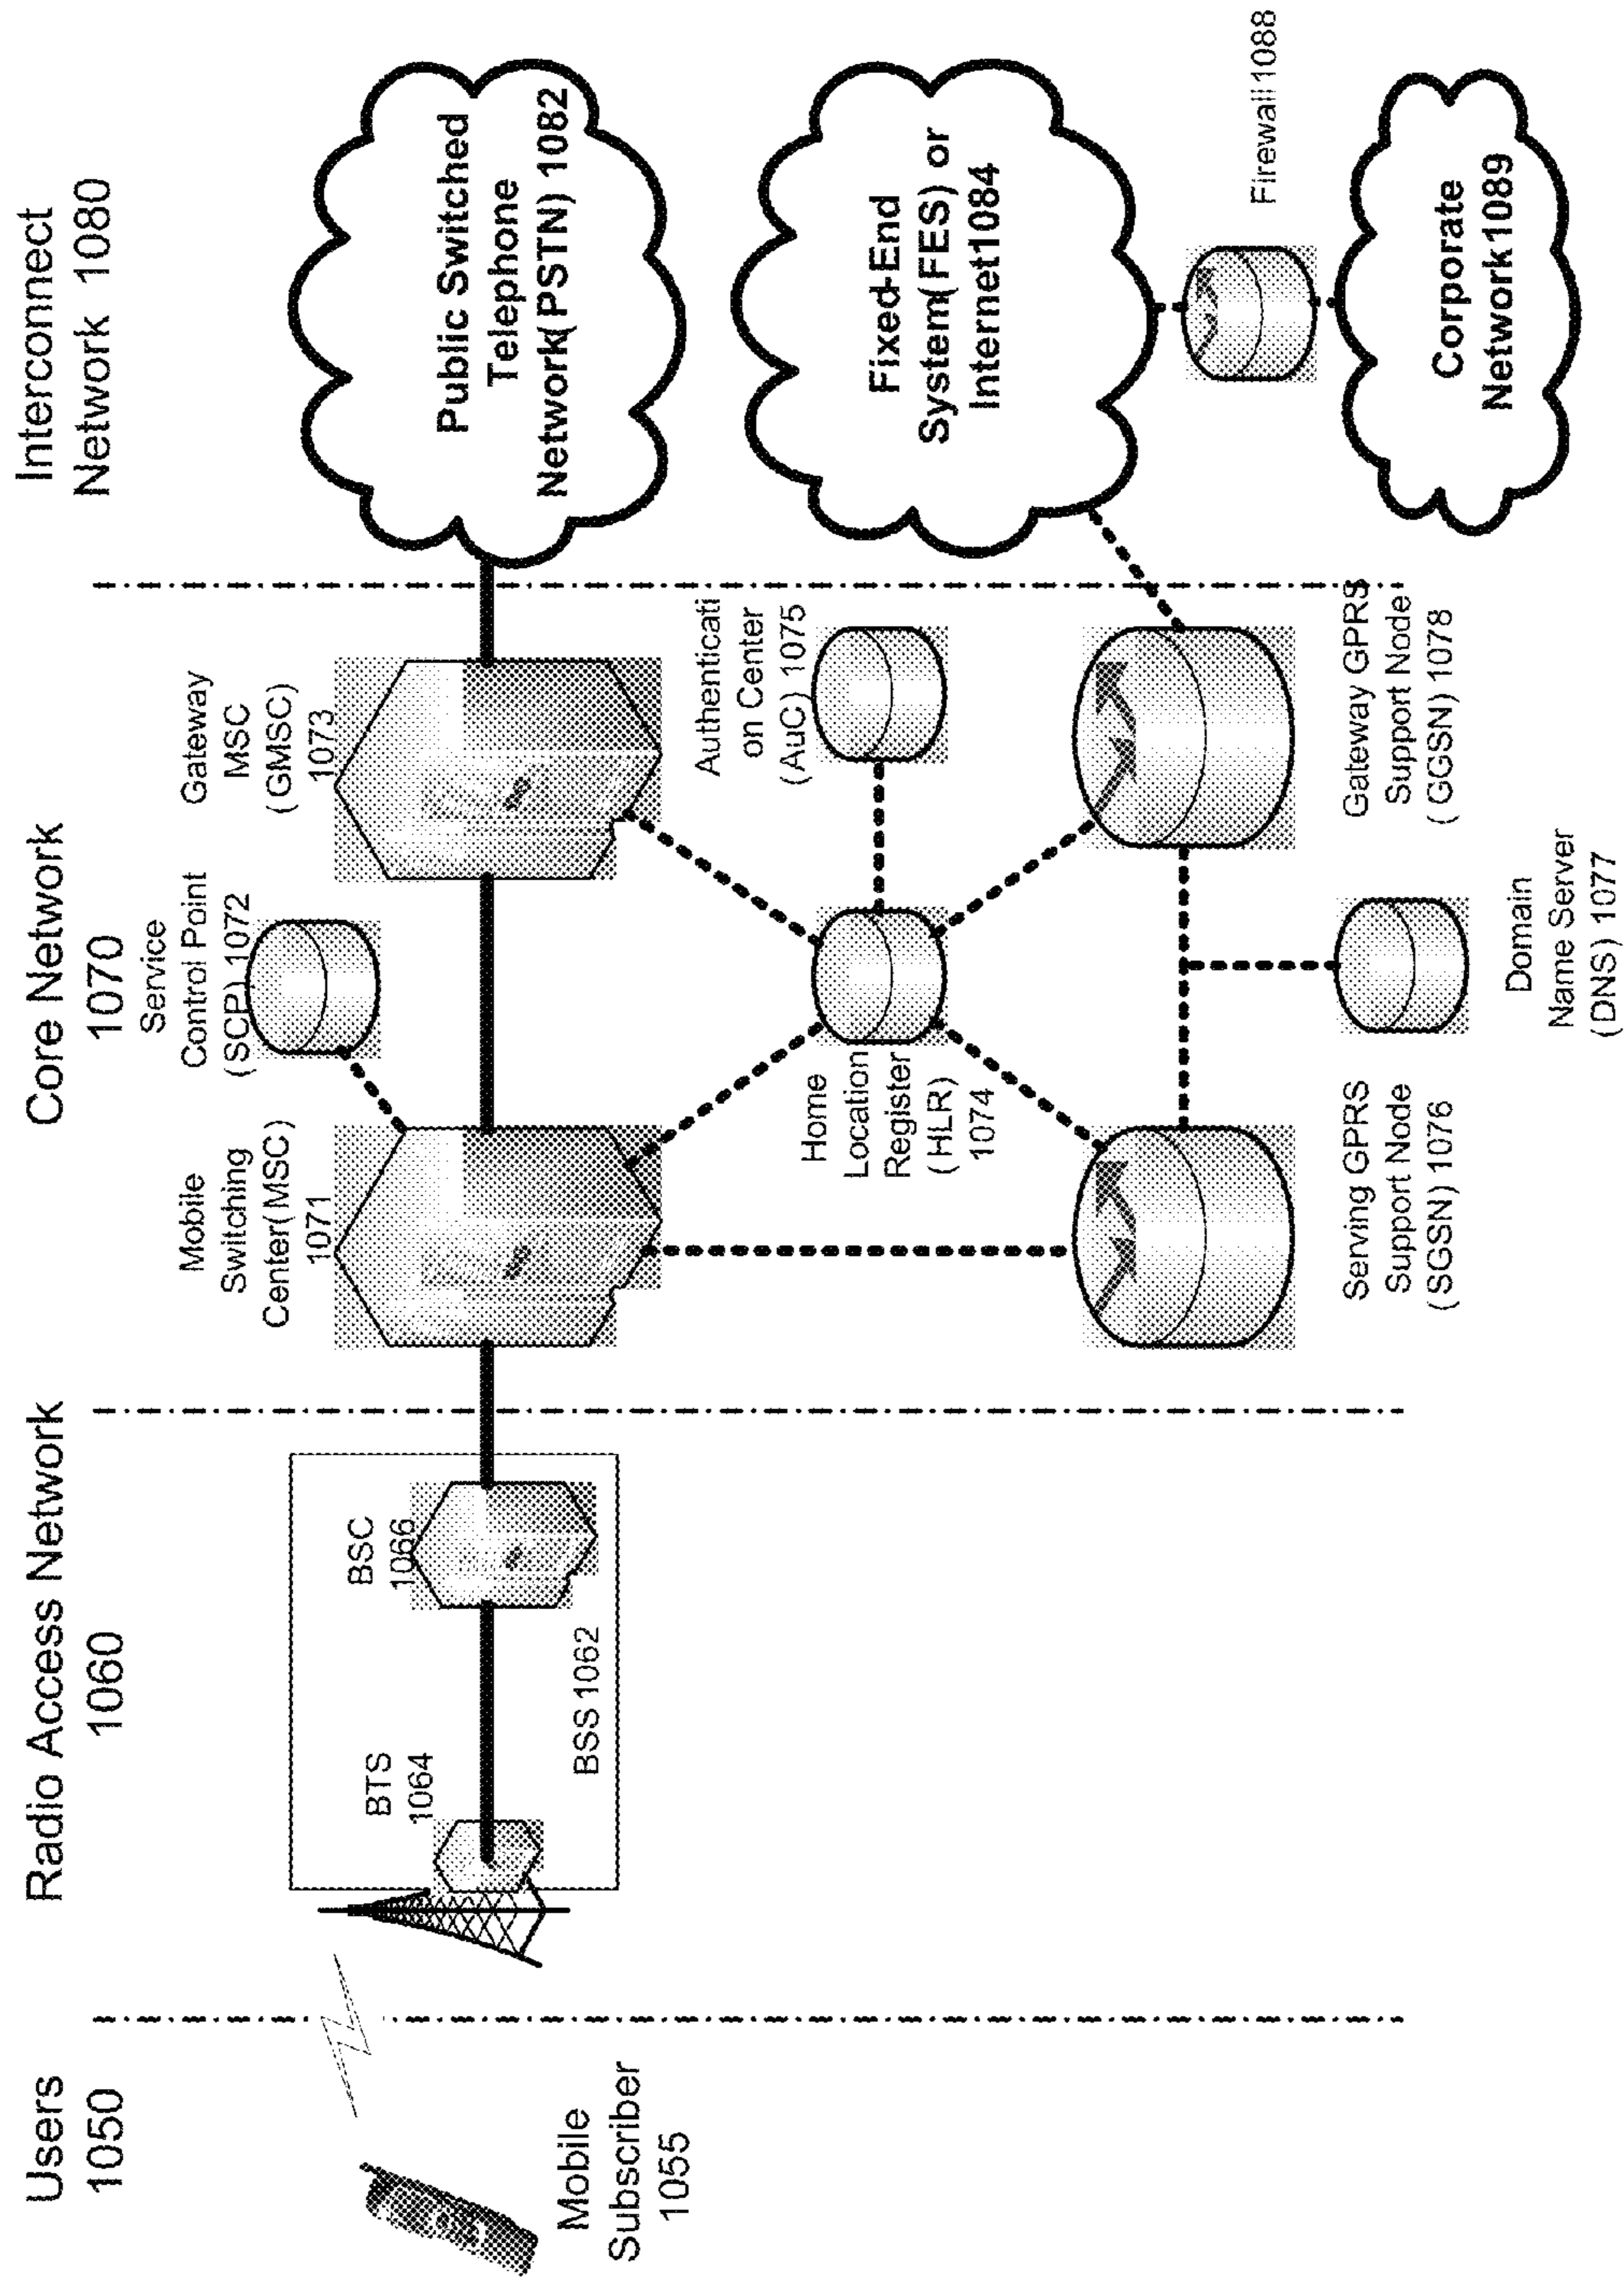 Users
1050
Radio Access Network
1060
Core Network
1070
Interconnect
Network 1080
Mobile
Subscriber
1055
BTS
1064
BSC
1066
BSS 1062
Mobile
Switching
Center(MSC)
1071
Service
Control Point
(SCP) 1072
Gateway
MSC
(GMSC)
1073
Home
Location
Register
(HLR)
1074
Authenticati
on Center
(AuC) 1075
Serving GPRS
Support Node
(SGSN) 1076
Domain
Name Server
(DNS) 1077
Gateway GPRS
Support Node
(GGSN) 1078
Public Switched
Telephone
Network(PSTN) 1082
Fixed-End
System(FES) or
Internet1084
Firewall 1088
Corporate
Network1089